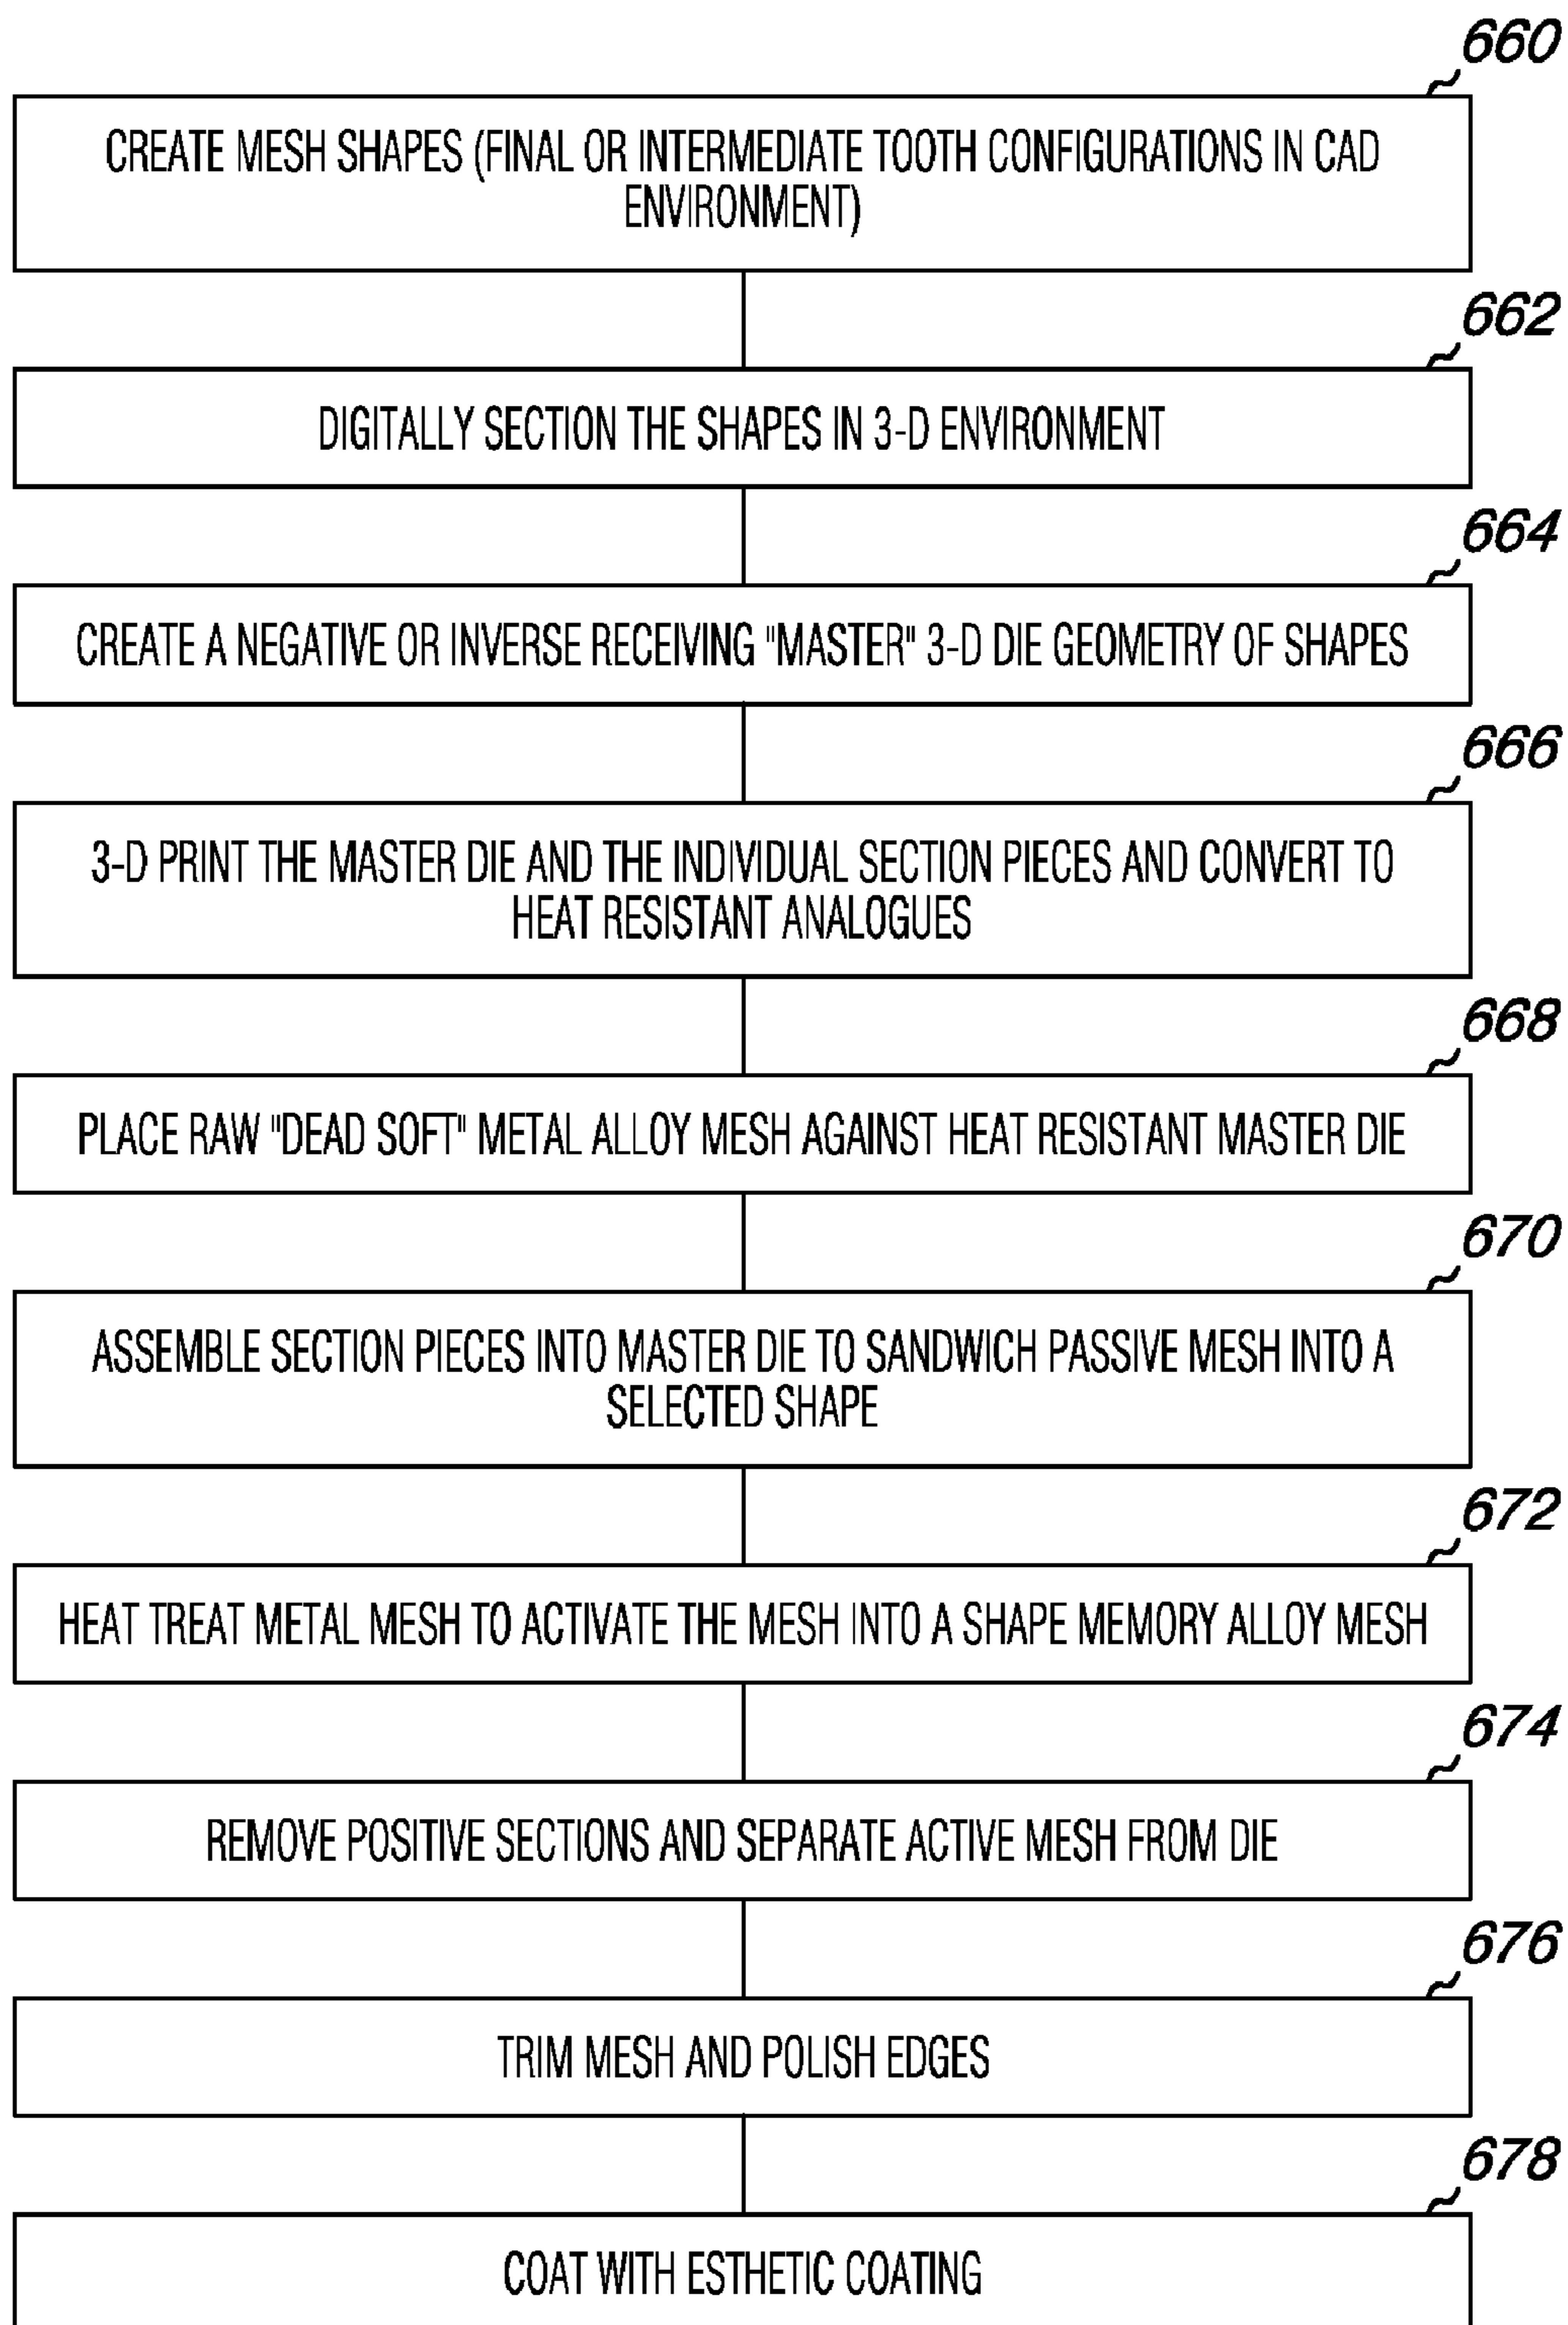 660
CREATE MESH SHAPES (FINAL OR INTERMEDIATE TOOTH CONFIGURATIONS IN CAD
ENVIRONMENT)
662
DIGITALLY SECTION THE SHAPES IN 3-D ENVIRONMENT
664
CREATE A NEGATIVE OR INVERSE RECEIVING "MASTER" 3-D DIE GEOMETRY OF SHAPES
666
3-D PRINT THE MASTER DIE AND THE INDIVIDUAL SECTION PIECES AND CONVERT TO
HEAT RESISTANT ANALOGUES
668
PLACE RAW "DEAD SOFT" METAL ALLOY MESH AGAINST HEAT RESISTANT MASTER DIE
670
ASSEMBLE SECTION PIECES INTO MASTER DIE TO SANDWICH PASSIVE MESH INTO A
SELECTED SHAPE
672
HEAT TREAT METAL MESH TO ACTIVATE THE MESH INTO A SHAPE MEMORY ALLOY MESH
674
REMOVE POSITIVE SECTIONS AND SEPARATE ACTIVE MESH FROM DIE
676
TRIM MESH AND POLISH EDGES
678
COAT WITH ESTHETIC COATING